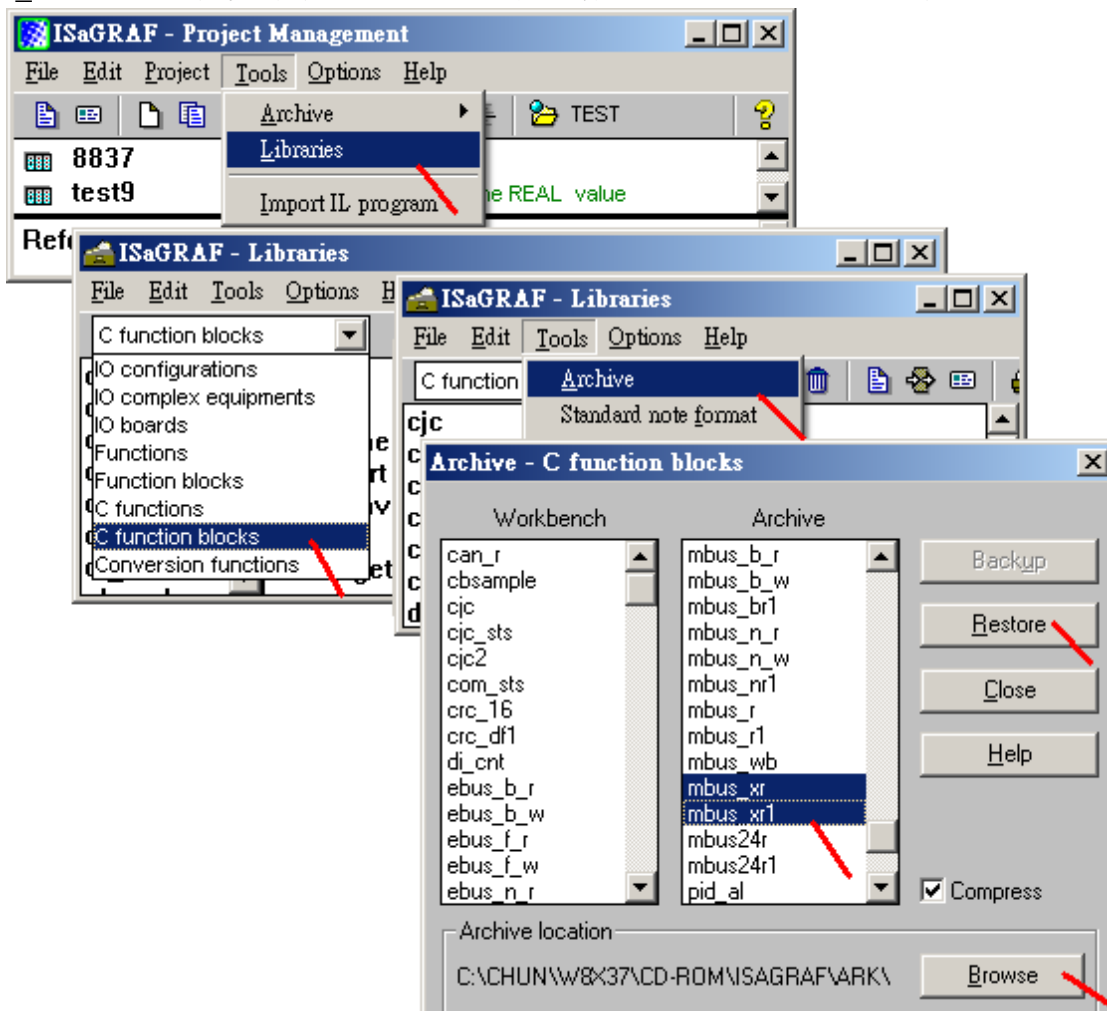 ISaGRAF - Project Management
File Edit Project Tools Options Help
TEST
Archive
Libraries
Import IL program
8837
test9
he REAL value
Refe
ISaGRAF - Libraries
File Edit Tools Options H
C function blocks
IO configurations
IO complex equipments
IO boards
Functions
Function blocks
C functions
C function blocks
Conversion functions
ISaGRAF - Libraries
File Edit Tools Options Help
C function
Archive
Standard note format
cjc
Archive - C function blocks
Workbench
can_r
cbsample
cjc
cjc_sts
cjc2
com_sts
crc_16
crc_df1
di_cnt
ebus_b_r
ebus_b_w
ebus_f_r
ebus_f_w
ebus_n_r
Archive
mbus_b_r
mbus_b_w
mbus_br1
mbus_n_r
mbus_n_w
mbus_nr1
mbus_r
mbus_r1
mbus_wb
mbus_xr
mbus_xr1
mbus24r
mbus24r1
pid_al
Backup
Restore
Close
Help
Compress
Archive location
C:\CHUN\W8X37\CD-ROM\ISAGRAF\ARK\
Browse